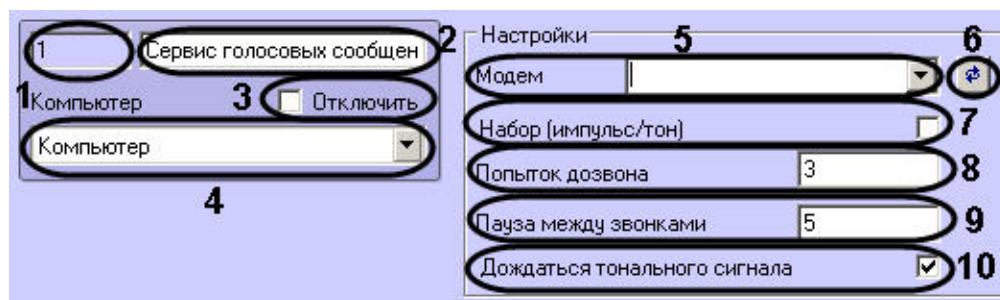 1 Сервис голосовых сообщен 2
1 Компьютер 3 Отключить
Компьютер
4
Настройки 5 6
Модем
Набор (импульс/тон) 7
Попыток дозвона 3 8
Пауза между звонками 5 9
Дождаться тонального сигнала 10